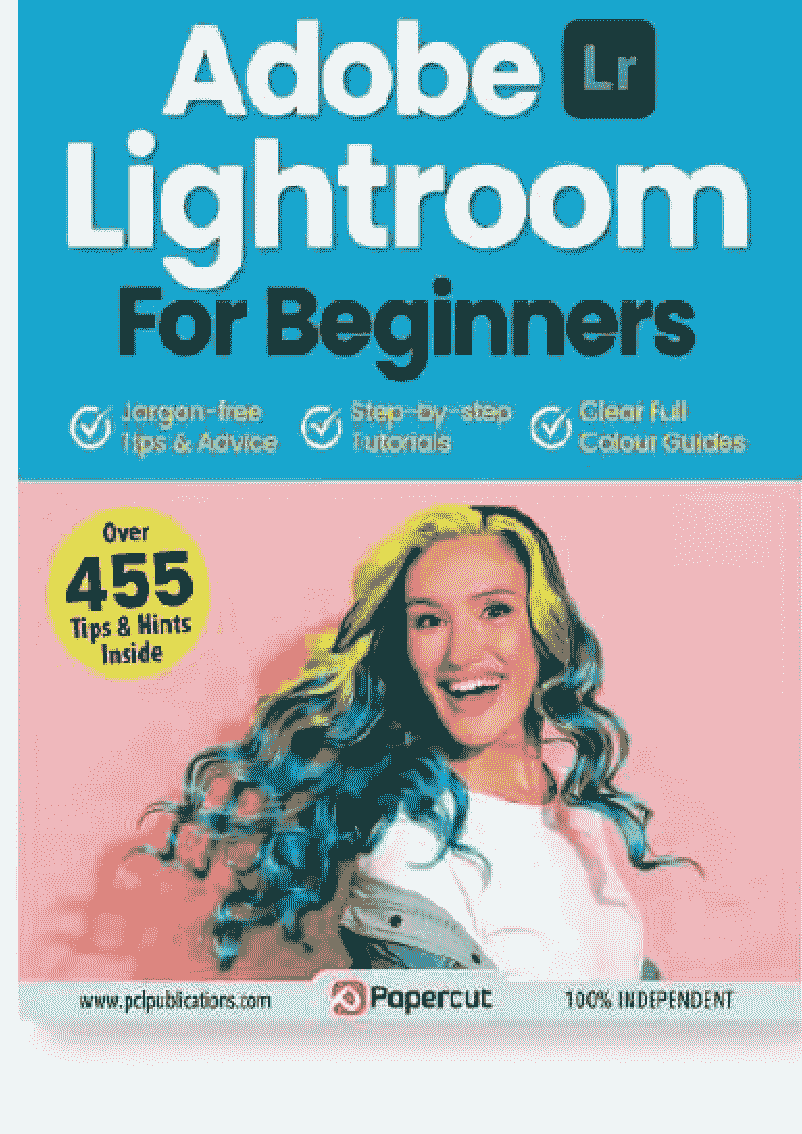 Adobe Lr
Lightroom
For Beginners
Jargon-free
Tips & Advice
Step-by-step
Tutorials
Clear Full
Colour Guides
Over
455
Tips & Hints
Inside
www.pclpublications.com
Papercut
100% INDEPENDENT